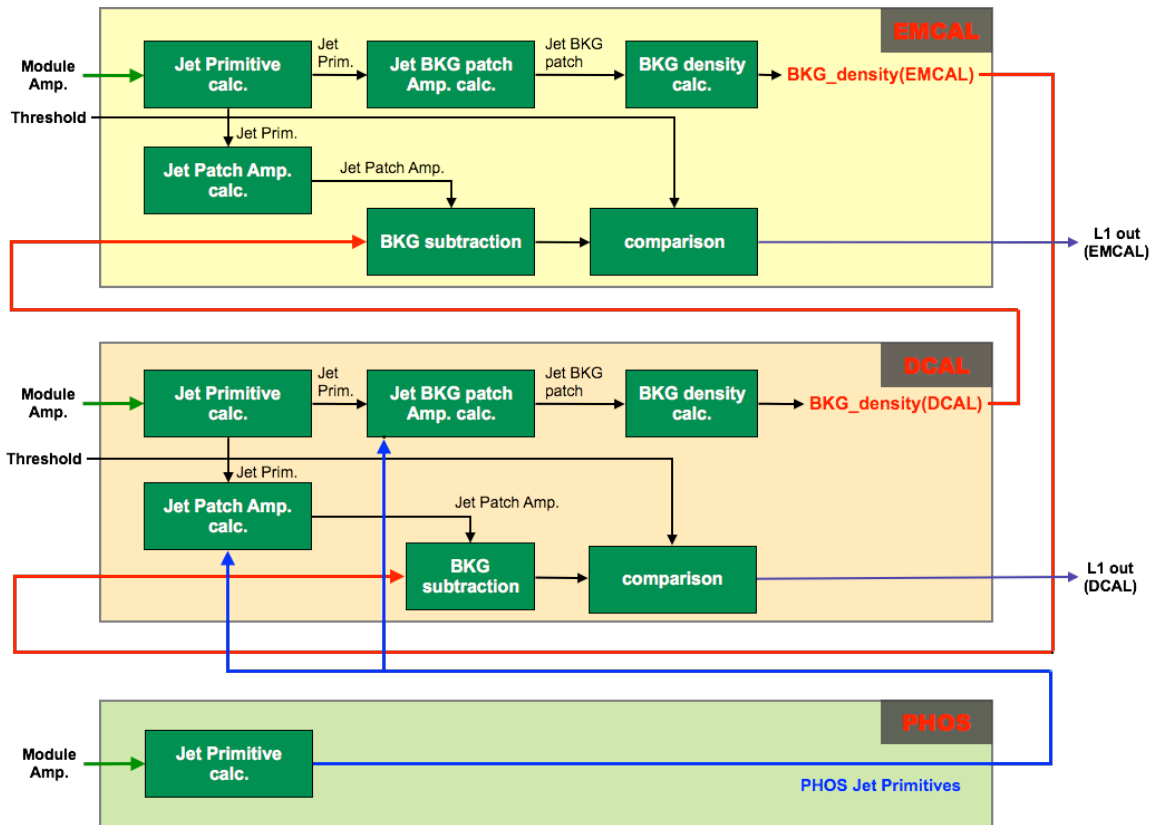 EMCAL
Module
Amp.
Jet Primitive
calc.
Jet
Prim.
Jet BKG patch
Amp. calc.
Jet BKG
patch
BKG density
calc.
BKG_density(EMCAL)
Threshold
Jet Prim.
Jet Patch Amp.
calc.
Jet Patch Amp.
BKG subtraction
comparison
L1 out
(EMCAL)
DCAL
Module
Amp.
Jet Primitive
calc.
Jet
Prim.
Jet BKG patch
Amp. calc.
Jet BKG
patch
BKG density
calc.
BKG_density(DCAL)
Threshold
Jet Prim.
Jet Patch Amp.
calc.
Jet Patch Amp.
BKG
subtraction
comparison
L1 out
(DCAL)
PHOS
Module
Amp.
Jet Primitive
calc.
PHOS Jet Primitives